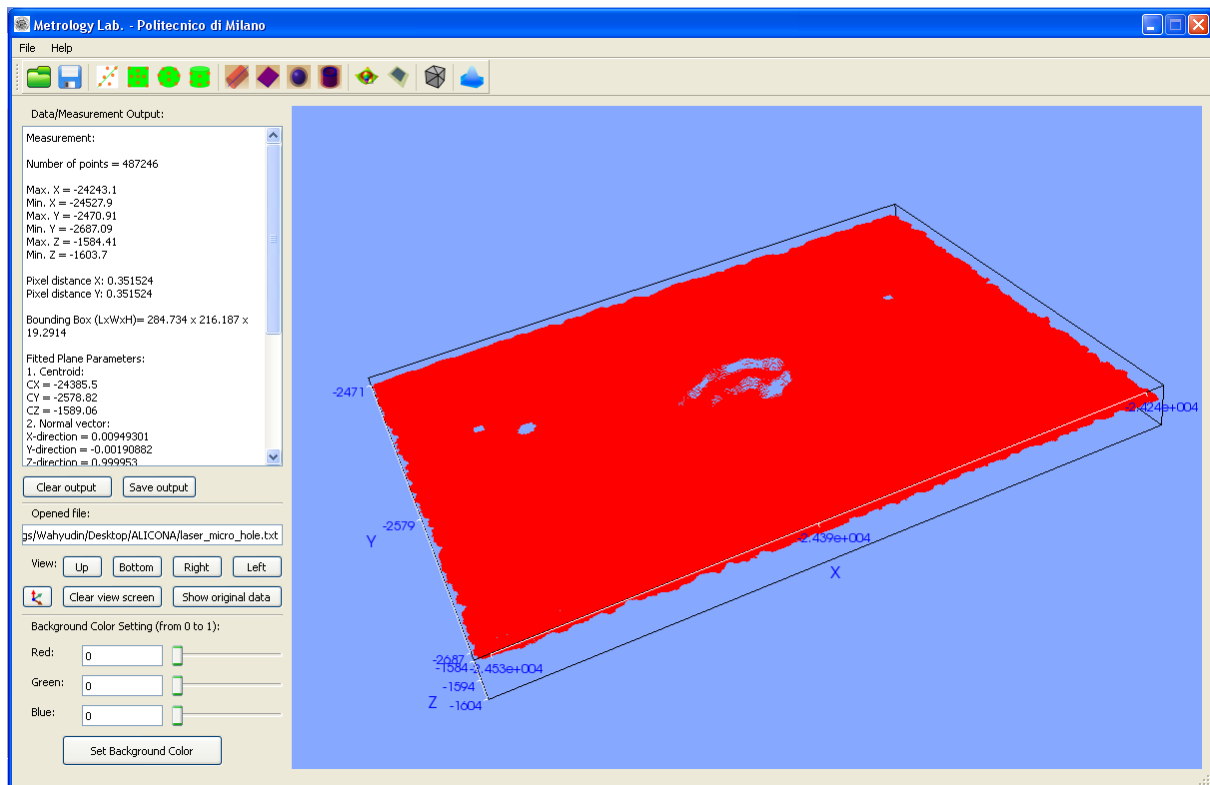 Metrology Lab. - Politecnico di Milano
File Help
Data/Measurement Output:
Measurement:
Number of points = 487246
Max. X = -24243.1
Min. X = -24527.9
Max. Y = -2470.91
Min. Y = -2687.09
Max. Z = -1584.41
Min. Z = -1603.7
Pixel distance X: 0.351524
Pixel distance Y: 0.351524
Bounding Box (LxWxH)= 284.734 x 216.187 x
19.2914
Fitted Plane Parameters:
1. Centroid:
CX = -24385.5
CY = -2578.82
CZ = -1589.06
2. Normal vector:
X-direction = 0.00949301
Y-direction = -0.00190882
Z-direction = 0.999953
Clear output Save output
Opened file:
gs/Wahyudin/Desktop/ALICONA/laser_micro_hole.txt
View: Up Bottom Right Left
Clear view screen Show original data
Background Color Setting (from 0 to 1):
Red: 0
Green: 0
Blue: 0
Set Background Color
-2471
-2.424e+004
-2579
Y
-2.439e+004
X
-2687
-1584 -2.453e+004
-1594
Z -1604